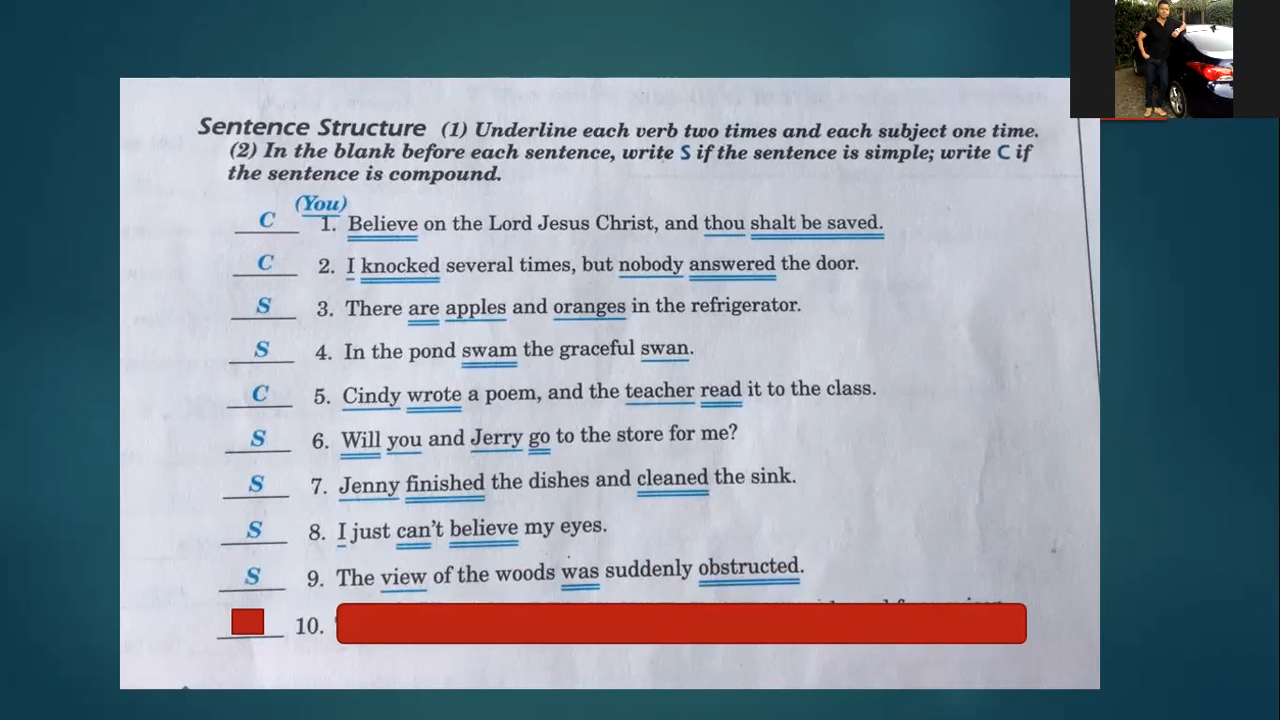 Sentence Structure (1) Underline each verb two times and each subject one time.
(2) In the blank before each sentence, write S if the sentence is simple; write C if
the sentence is compound.
(You)
C 1. Believe on the Lord Jesus Christ, and thou shalt be saved.
C 2. I knocked several times, but nobody answered the door.
S 3. There are apples and oranges in the refrigerator.
S 4. In the pond swam the graceful swan.
C 5. Cindy wrote a poem, and the teacher read it to the class.
S 6. Will you and Jerry go to the store for me?
S 7. Jenny finished the dishes and cleaned the sink.
S 8. I just can't believe my eyes.
S 9. The view of the woods was suddenly obstructed.
10.